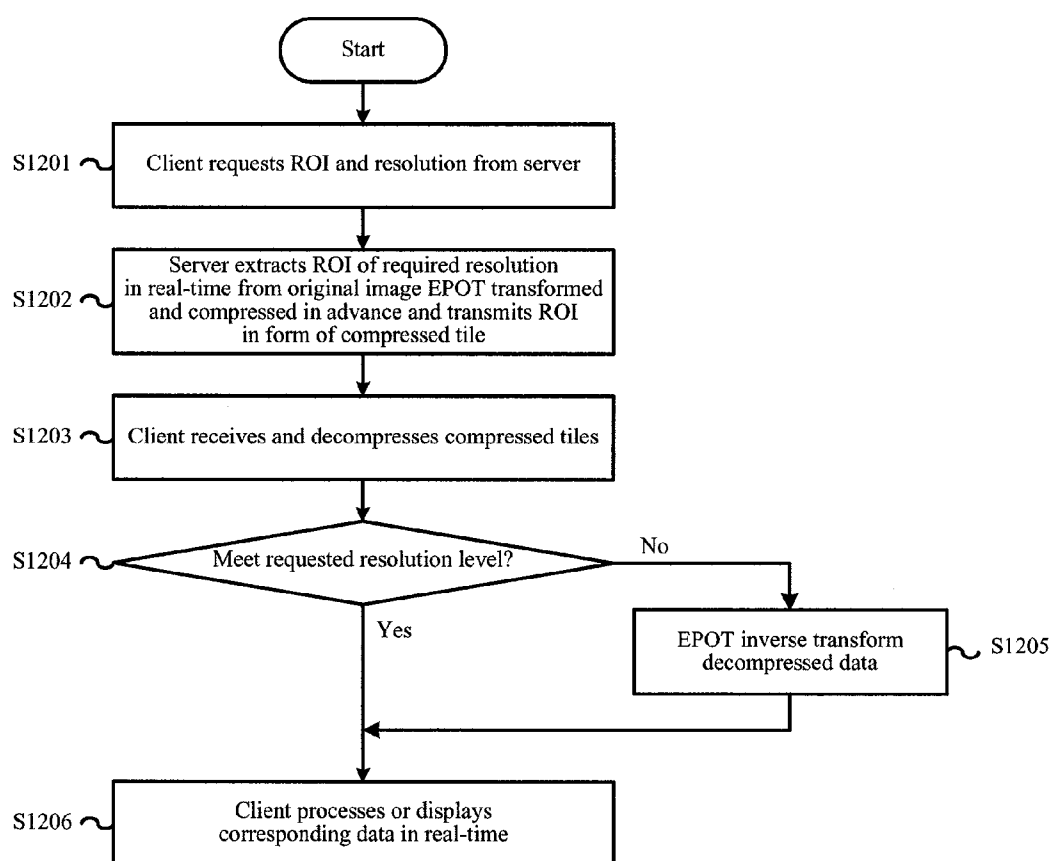 Start
S1201
Client requests ROI and resolution from server
S1202
Server extracts ROI of required resolution
in real-time from original image EPOT transformed
and compressed in advance and transmits ROI
in form of compressed tile
S1203
Client receives and decompresses compressed tiles
S1204
Meet requested resolution level?
No
Yes
EPOT inverse transform
decompressed data
S1205
S1206
Client processes or displays
corresponding data in real-time